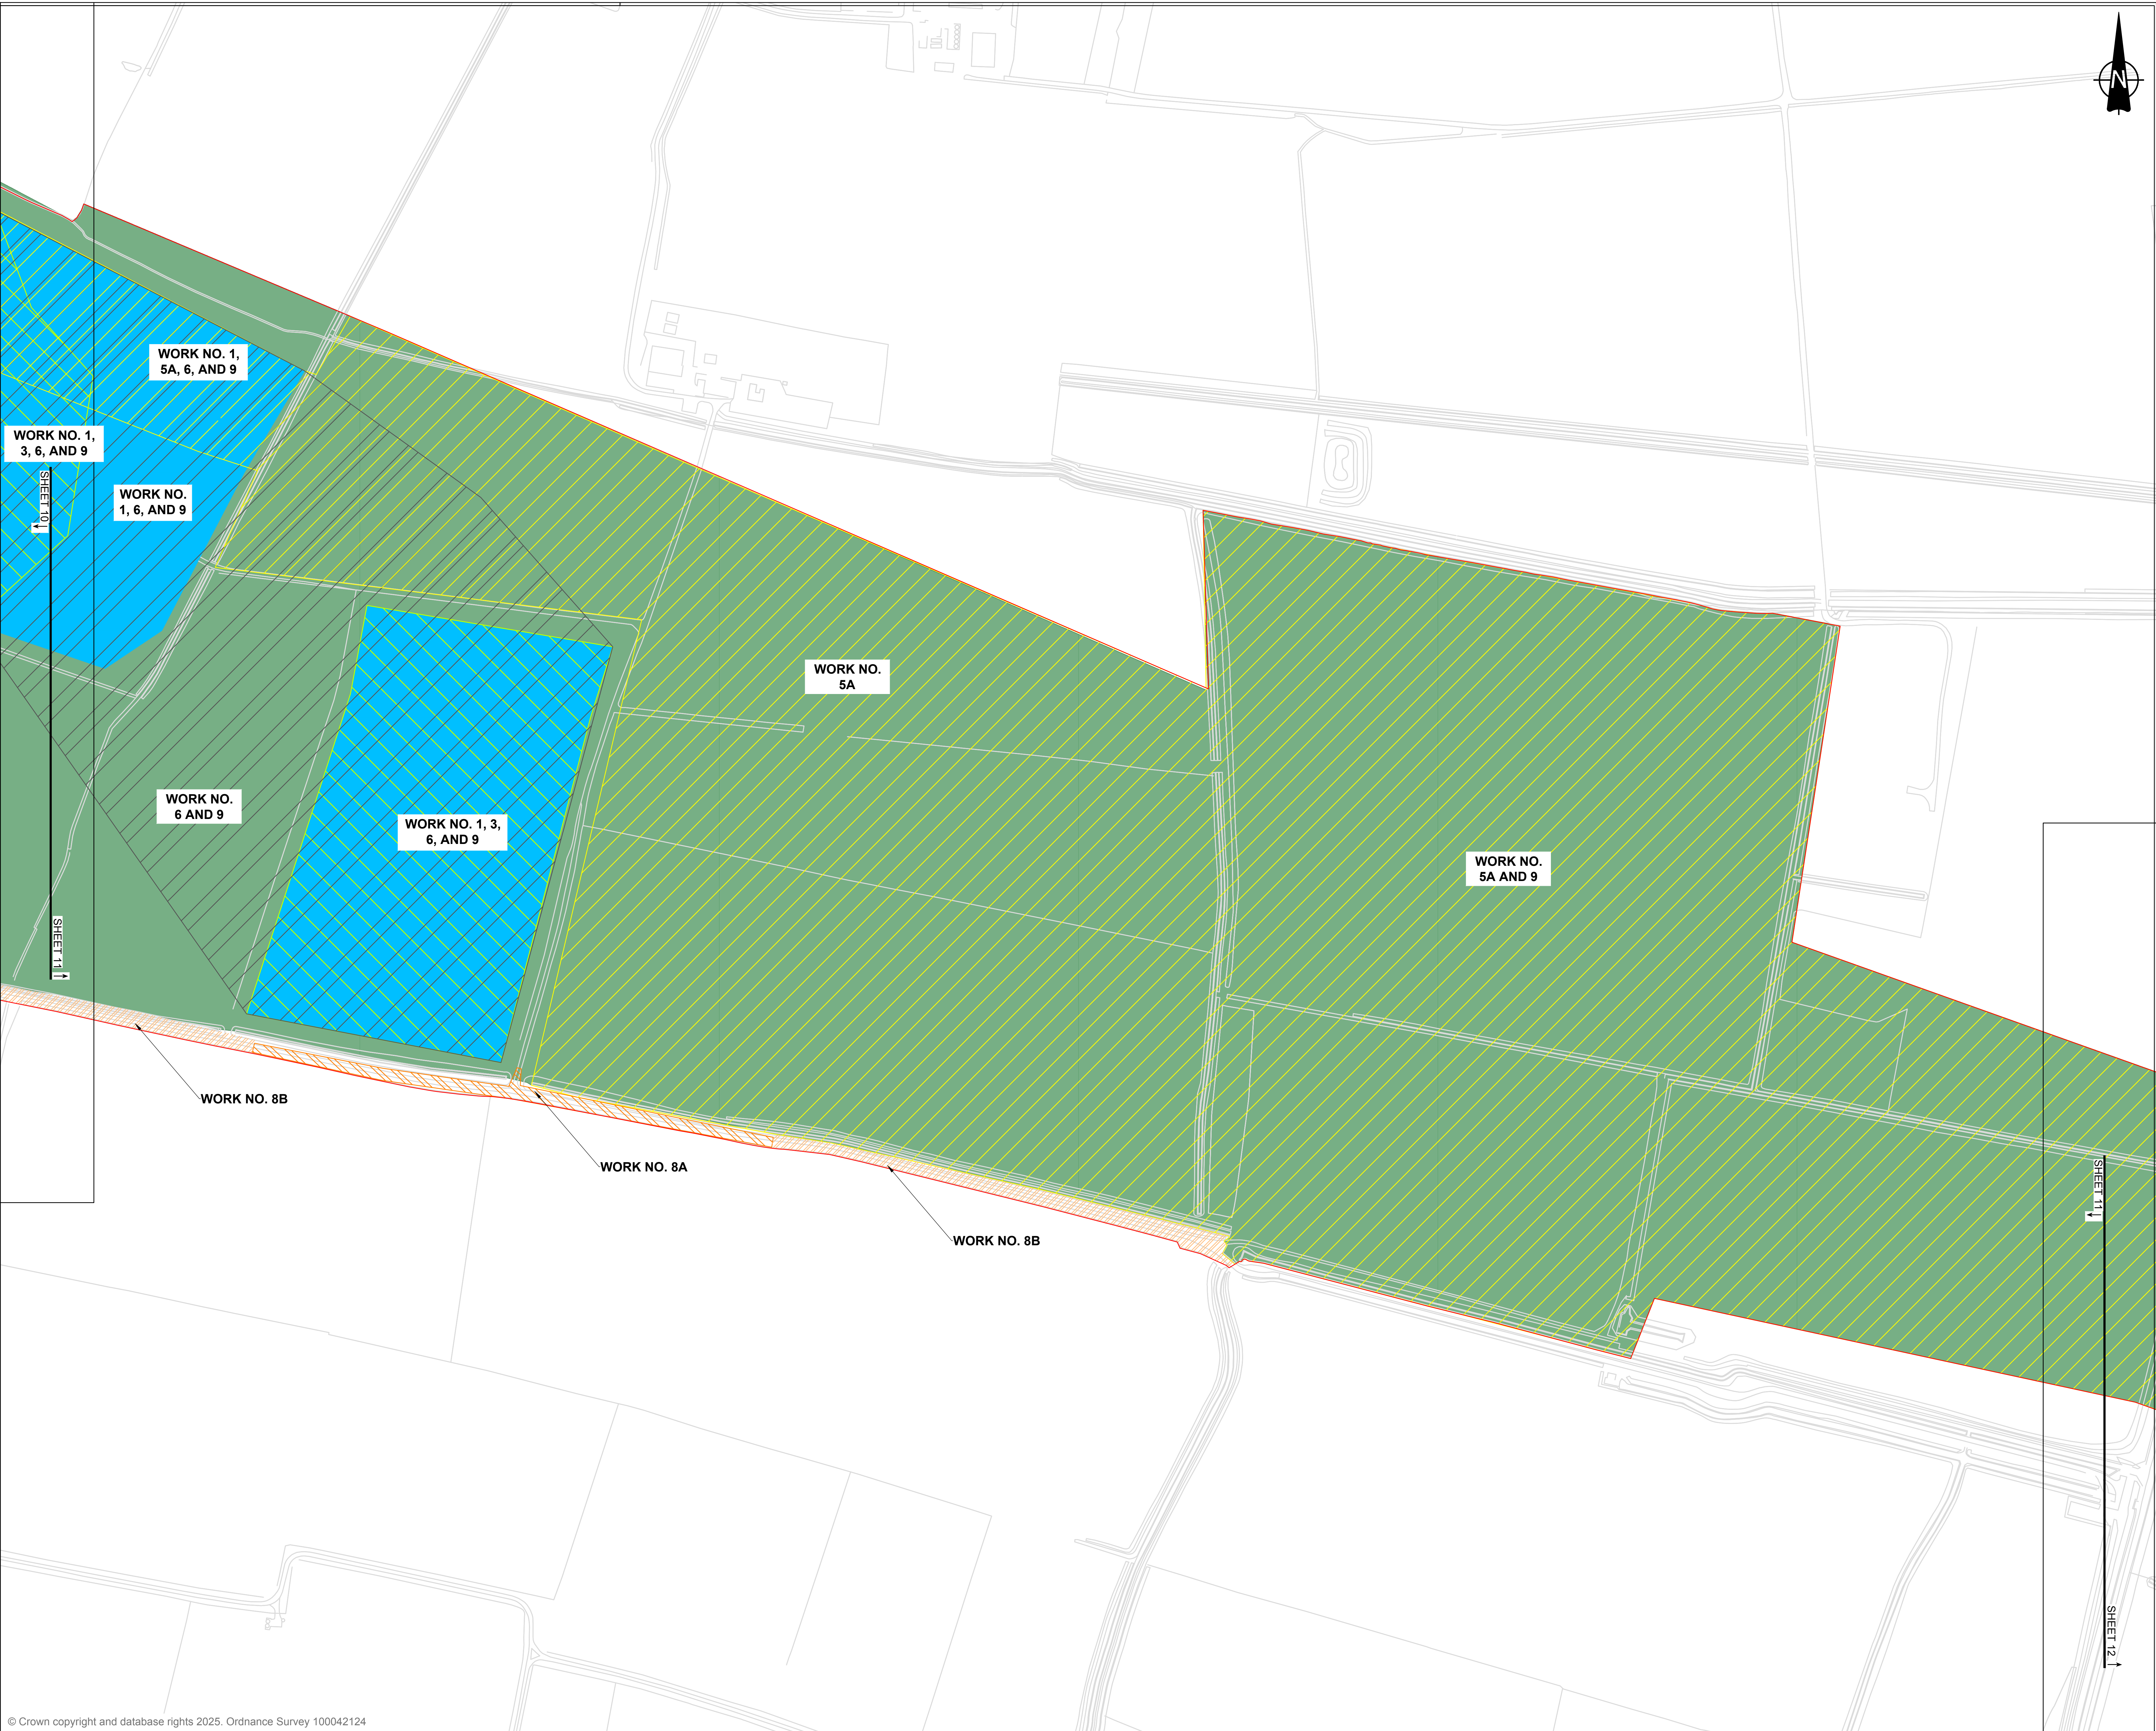 N
WORK NO. 1,
5A, 6, AND 9
WORK NO. 1,
3, 6, AND 9
SHEET 10
WORK NO.
1, 6, AND 9
WORK NO.
5A
WORK NO.
6 AND 9
WORK NO. 1, 3,
6, AND 9
WORK NO.
5A AND 9
SHEET 11
WORK NO. 8B
WORK NO. 8A
WORK NO. 8B
SHEET 11
SHEET 12
© Crown copyright and database rights 2025. Ordnance Survey 100042124